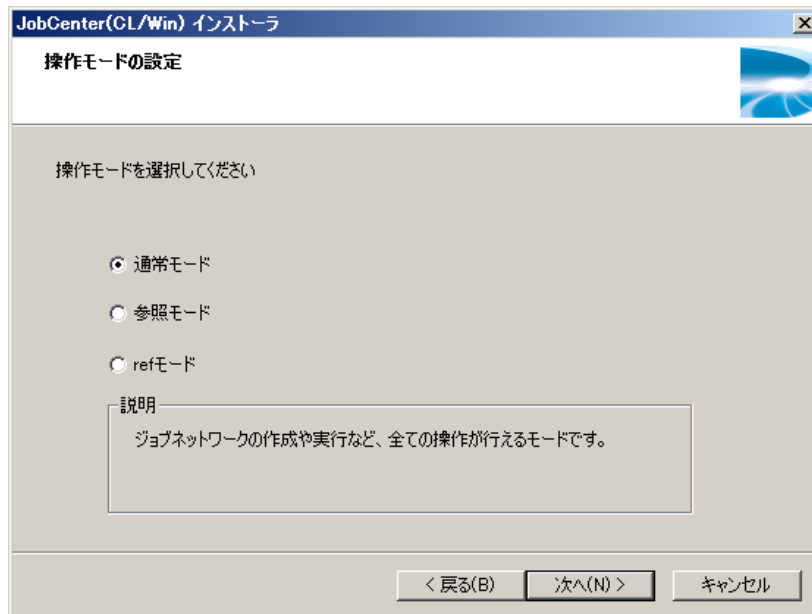 JobCenter(CL/Win) インストーラ
操作モードの設定
操作モードを選択してください
通常モード
参照モード
refモード
説明
ジョブネットワークの作成や実行など、全ての操作が行えるモードです。
< 戻る(B)
次へ(N) >
キャンセル